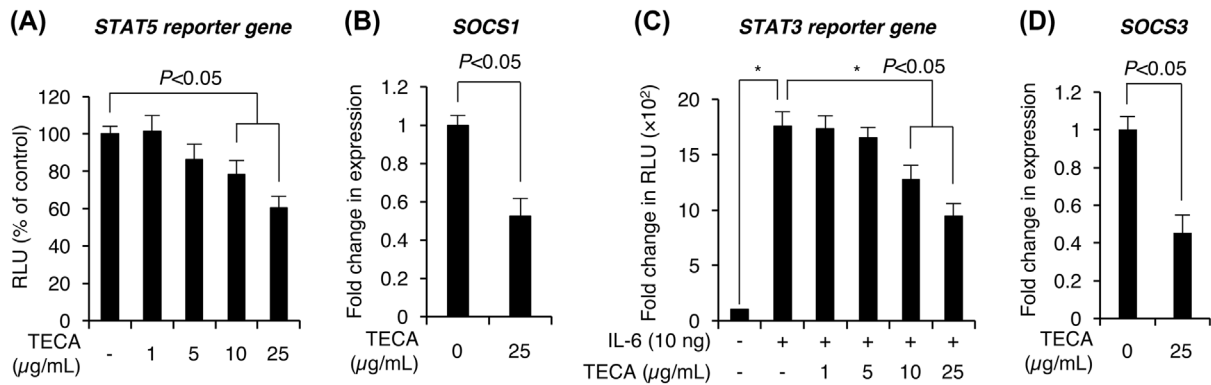 (A)
STAT5 reporter gene
P<0.05
RLU (% of control)
120
100
80
60
40
20
0
TECA
(µg/mL)
- 1 5 10 25
(B)
SOCS1
P<0.05
Fold change in expression
1.2
1
0.8
0.6
0.4
0.2
0
TECA
(µg/mL)
0 25
(C)
STAT3 reporter gene
* * P<0.05
Fold change in RLU (×10²)
20
15
10
5
0
IL-6 (10 ng) - + + + + +
TECA (µg/mL) - - 1 5 10 25
(D)
SOCS3
P<0.05
Fold change in expression
1.2
1
0.8
0.6
0.4
0.2
0
TECA
(µg/mL)
0 25